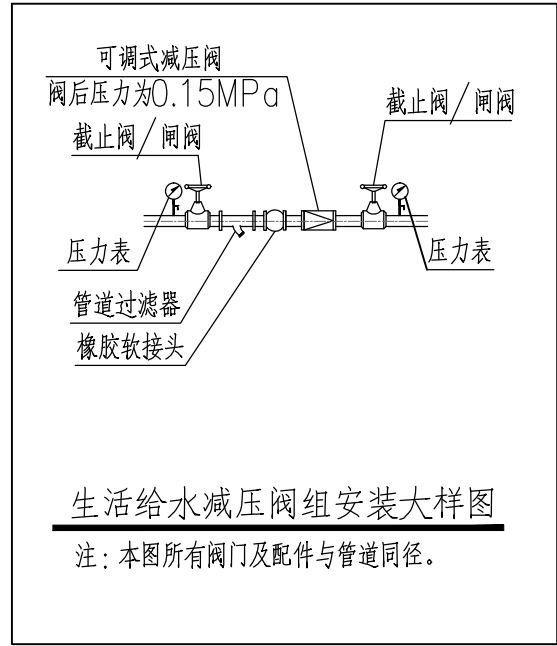 可调式减压阀
阀后压力为0.15MPa
截止阀/闸阀
截止阀/闸阀
压力表
压力表
管道过滤器
橡胶软接头
生活给水减压阀组安装大样图
注：本图所有阀门及配件与管道同径。